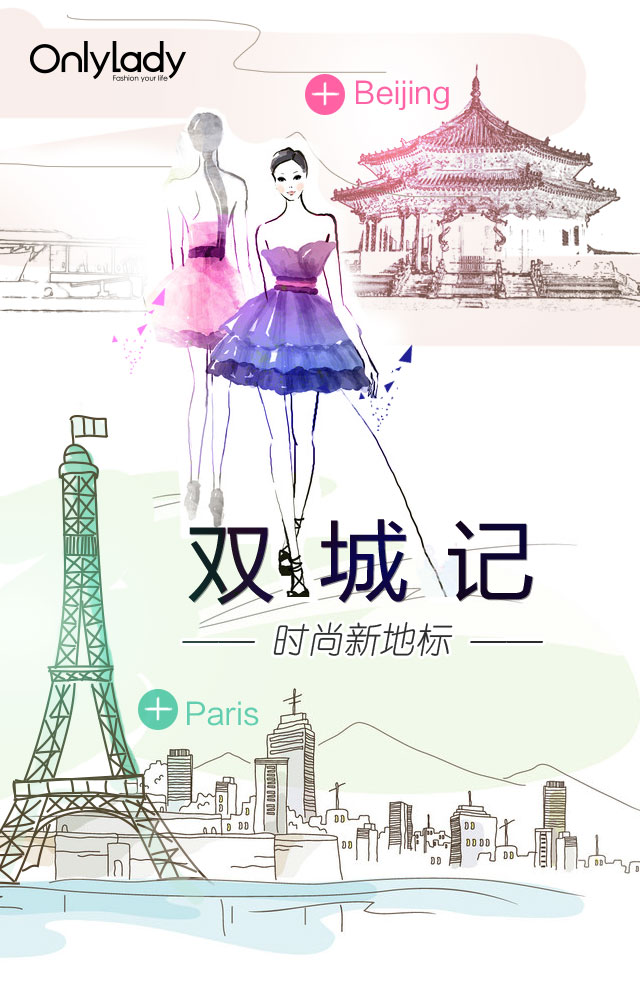 OnlyLady
Fashion your life
Beijing
双城记
时尚新地标
Paris